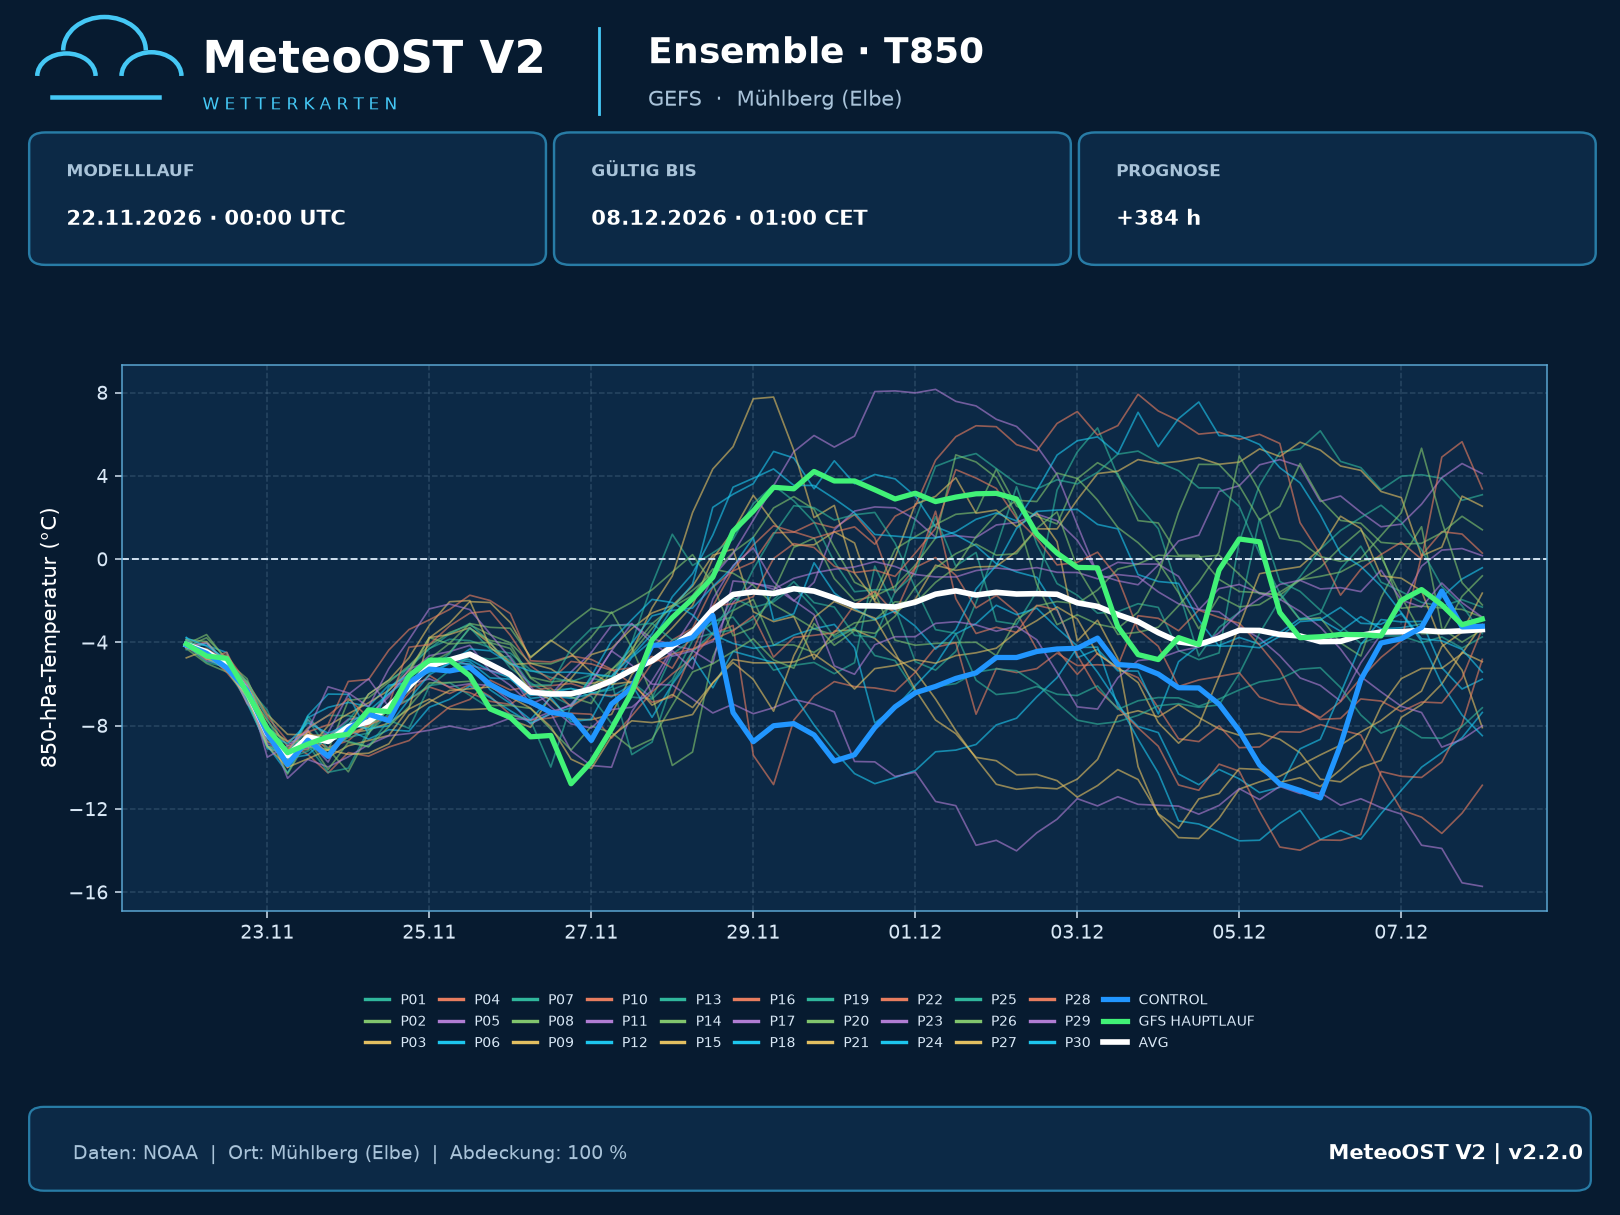 MeteoOST V2
WETTERKARTEN
Ensemble · T850
GEFS · Mühlberg (Elbe)
MODELLLAUF
22.11.2026 · 00:00 UTC
GÜLTIG BIS
08.12.2026 · 01:00 CET
PROGNOSE
+384 h
850-hPa-Temperatur (°C)
8
4
0
−4
−8
−12
−16
23.11 25.11 27.11 29.11 01.12 03.12 05.12 07.12
P01 P04 P07 P10 P13 P16 P19 P22 P25 P28 CONTROL
P02 P05 P08 P11 P14 P17 P20 P23 P26 P29 GFS HAUPTLAUF
P03 P06 P09 P12 P15 P18 P21 P24 P27 P30 AVG
Daten: NOAA | Ort: Mühlberg (Elbe) | Abdeckung: 100 %
MeteoOST V2 | v2.2.0